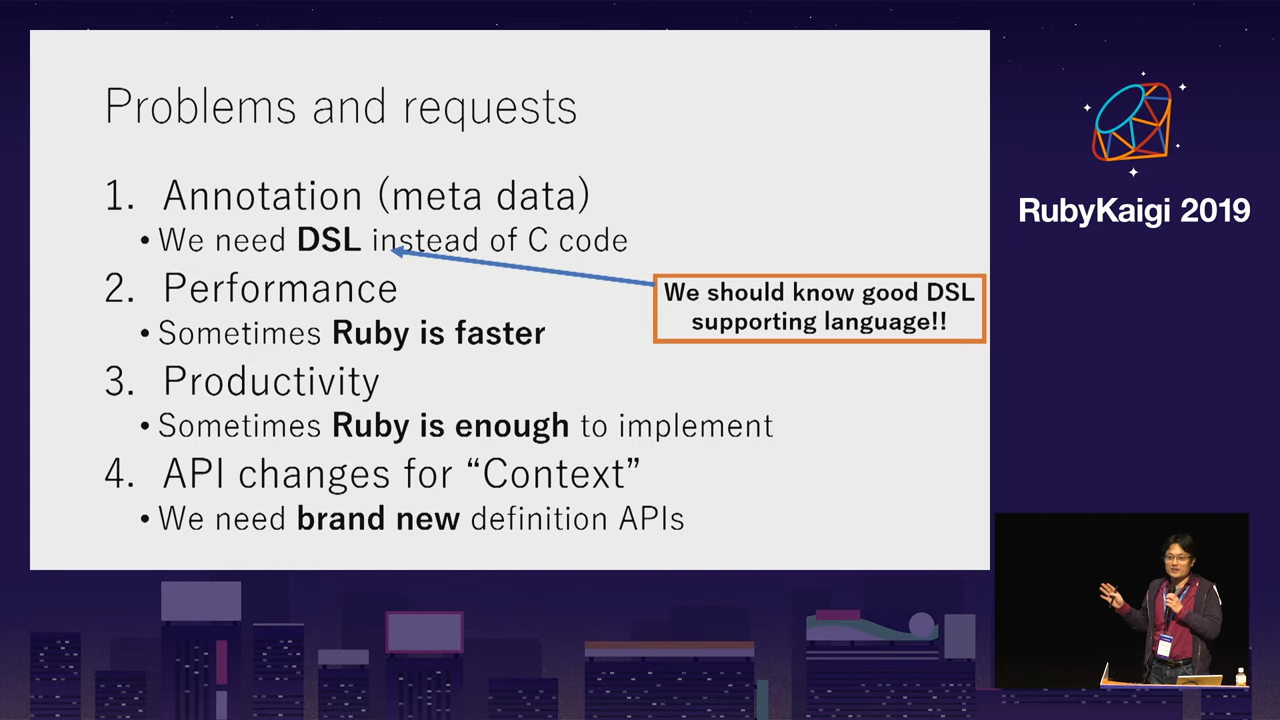 Problems and requests
1. Annotation (meta data)
• We need DSL instead of C code
2. Performance
• Sometimes Ruby is faster
3. Productivity
• Sometimes Ruby is enough to implement
4. API changes for “Context”
• We need brand new definition APIs
We should know good DSL
supporting language!!
RubyKaigi 2019